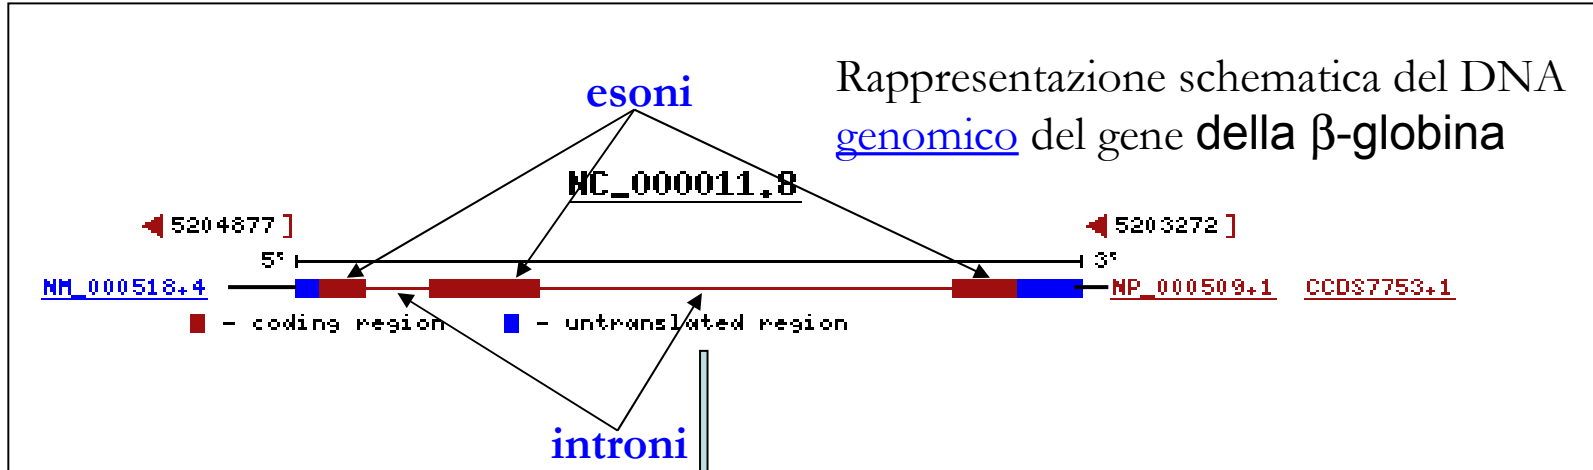 Rappresentazione schematica del DNA
genomico del gene della β-globina
esoni
NC_000011.8
5204877 ]
5203272 ]
5' 3'
NM_000518.4
NP_000509.1 CCDS7753.1
- coding region - untranslated region
introni